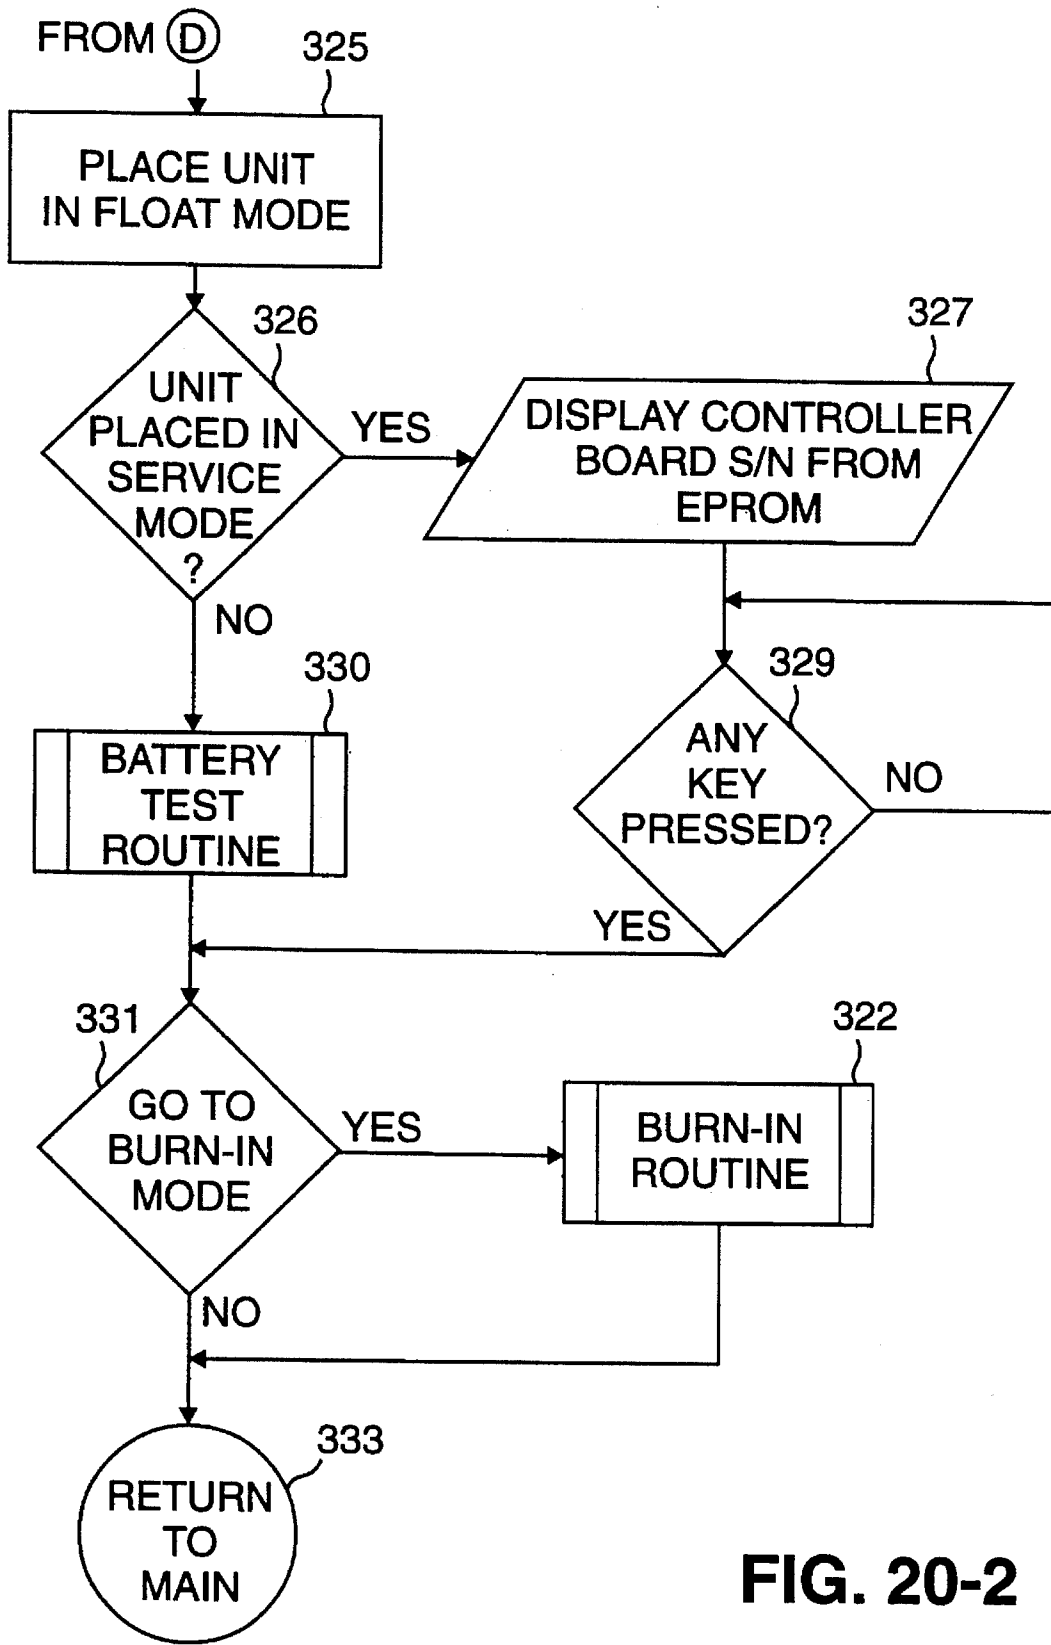 FROM D
325
PLACE UNIT
IN FLOAT MODE
326
UNIT
PLACED IN
SERVICE
MODE
?
YES
NO
327
DISPLAY CONTROLLER
BOARD S/N FROM
EPROM
329
ANY
KEY
PRESSED?
NO
YES
330
BATTERY
TEST
ROUTINE
331
GO TO
BURN-IN
MODE
YES
NO
322
BURN-IN
ROUTINE
333
RETURN
TO
MAIN
FIG. 20-2